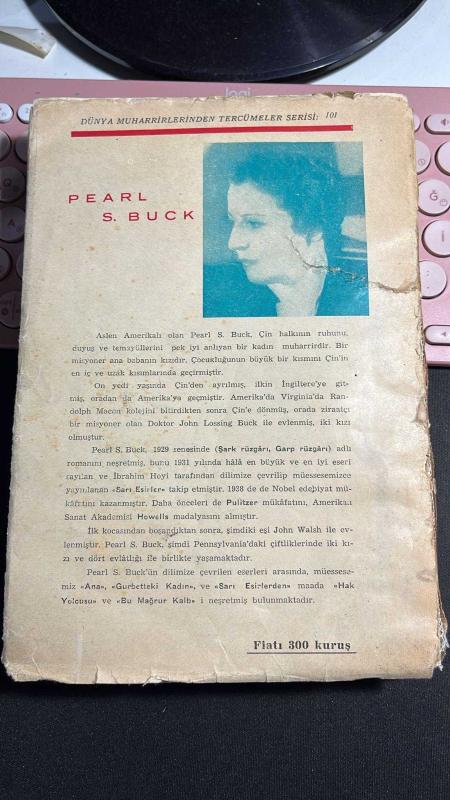 logi
DÜNYA MUHARRİRLERİNDEN TERCÜMELER SERİSİ: 101
PEARL
S. BUCK
Aslen Amerikalı olan Pearl S. Buck, Çin halkının ruhunu,
duyuş ve temayüllerini pek iyi anlıyan bir kadın muharrirdir. Bir
misyoner ana babanın kızıdır. Çocukluğunun büyük bir kısmını Çin'in
en iç ve uzak kısımlarında geçirmiştir.
On yedi yaşında Çin'den ayrılmış, ilkin İngiltere'ye git-
miş, oradan da Amerika'ya geçmiştir. Amerika'da Virginia'da Ran-
dolph Macon kolejini bitirdikten sonra Çin'e dönmüş, orada ziraatçi
bir misyoner olan Doktor John Lossing Buck ile evlenmiş, iki kızı
olmuştur.
Pearl S. Buck, 1929 senesinde (Şark rüzgârı, Garp rüzgârı) adlı
romanını neşretmiş, bunu 1931 yılında hâlâ en büyük ve en iyi eseri
sayılan ve İbrahim Hoyi tarafından dilimize çevrilip müessesemizce
yayınlanan «Sarı Esirler» takip etmiştir. 1938 de de Nobel edebiyat mü-
kâfatını kazanmıştır. Daha önceleri de Pulitzer mükâfatını, Amerikan
Sanat Akademisi Howells madalyasını almıştır.
İlk kocasından boşandıktan sonra, şimdiki eşi John Walsh ile ev-
lenmiştir. Pearl S. Buck, şimdi Pennsylvania'daki çiftliklerinde iki kı-
zı ve dört evlâtlığı ile birlikte yaşamaktadır.
Pearl S. Buck'ün dilimize çevrilen eserleri arasında, müessese-
miz «Ana», «Gurbetteki Kadın», ve «Sarı Esirlerden» maada «Hak
Yolcusu» ve «Bu Mağrur Kalb» i neşretmiş bulunmaktadır.
Fiatı 300 kuruş